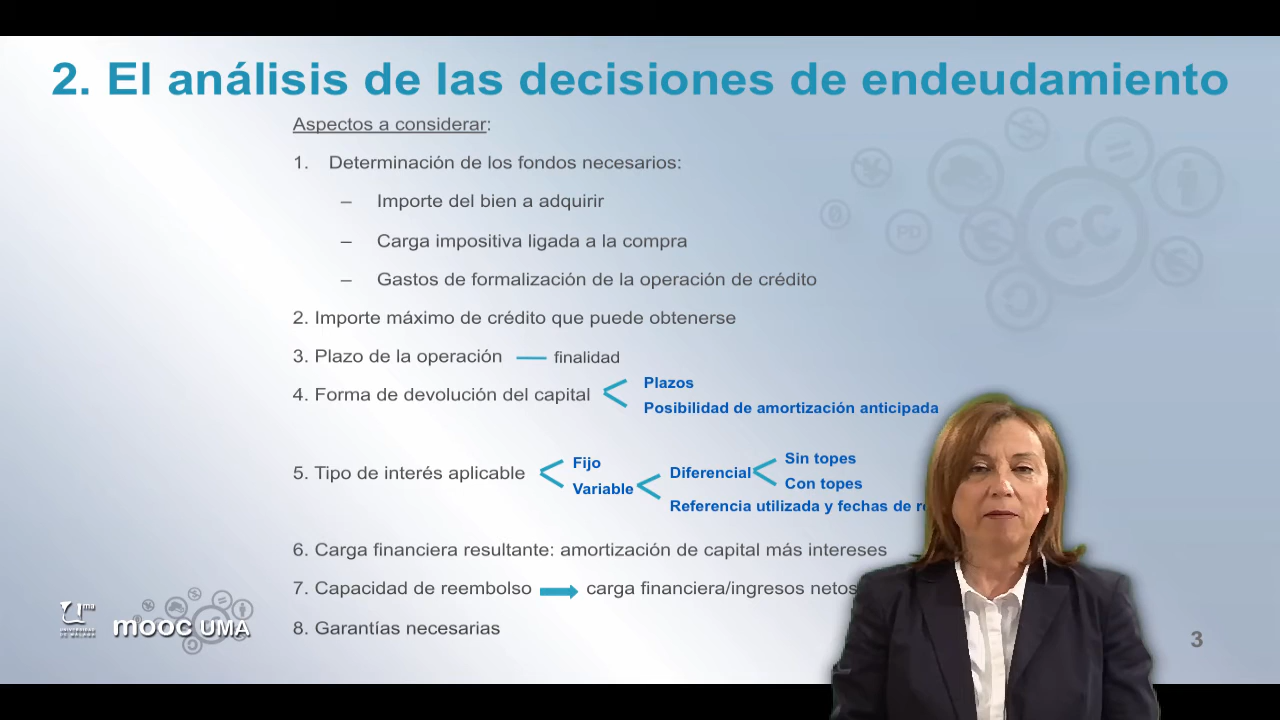 2. El análisis de las decisiones de endeudamiento
Aspectos a considerar:
1. Determinación de los fondos necesarios:
– Importe del bien a adquirir
– Carga impositiva ligada a la compra
– Gastos de formalización de la operación de crédito
2. Importe máximo de crédito que puede obtenerse
3. Plazo de la operación finalidad
4. Forma de devolución del capital
Plazos
Posibilidad de amortización anticipada
5. Tipo de interés aplicable
Fijo
Variable
Diferencial
Sin topes
Con topes
Referencia utilizada y fechas de
6. Carga financiera resultante: amortización de capital más intereses
7. Capacidad de reembolso carga financiera/ingresos netos
8. Garantías necesarias
mooc UMA
3
CC
PD